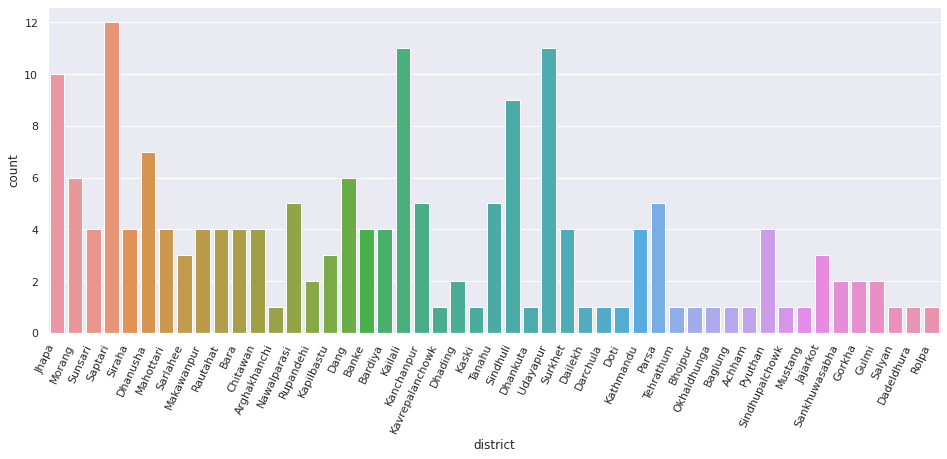 12
10
8
6
4
2
0
count
Jhapa
Morang
Sunsari
Saptari
Siraha
Dhanusha
Mahottari
Sarlahee
Makawanpur
Rautahat
Bara
Chitawan
Arghakhanchi
Nawalparasi
Rupandehi
Kapilbastu
Dang
Banke
Bardiya
Kailali
Kanchanpur
Kavrepalanchowk
Dhading
Kaski
Tanahu
Sindhuli
Dhankuta
Udayapur
Surkhet
Dailekh
Darchula
Doti
Kathmandu
Parsa
Tehrathum
Bhojpur
Okhaldhunga
Baglung
Achham
Pyuthan
Sindhupalchowk
Mustang
Jajarkot
Sankhuwasabha
Gorkha
Gulmi
Salyan
Dadeldhura
Rolpa
district